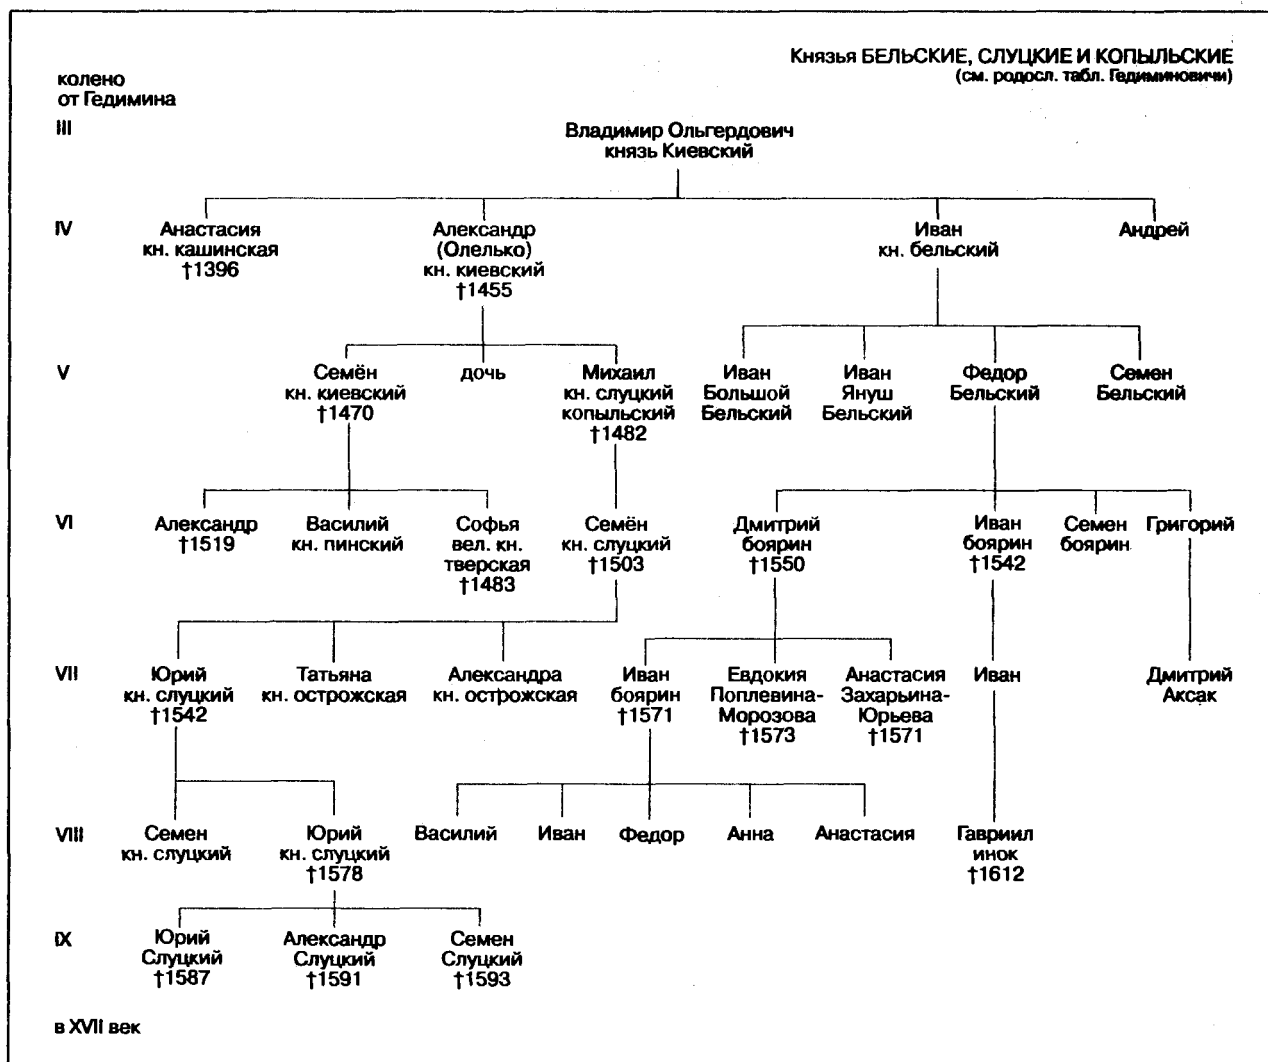 Князья БЕЛЬСКИЕ, СЛУЦКИЕ И КОПЫЛЬСКИЕ
(см. родосл. табл. Гедиминовичи)
колено
от Гедимина
III
Владимир Ольгердович
князь Киевский
IV
Анастасия
кн. кашинская
†1396
Александр
(Олелько)
кн. киевский
†1455
Иван
кн. бельский
Андрей
V
Семён
кн. киевский
†1470
дочь
Михаил
кн. слуцкий
копыльский
†1482
Иван
Большой
Бельский
Иван
Януш
Бельский
Федор
Бельский
Семен
Бельский
VI
Александр
†1519
Василий
кн. пинский
Софья
вел. кн.
тверская
†1483
Семён
кн. слуцкий
†1503
Дмитрий
боярин
†1550
Иван
боярин
†1542
Семен
боярин
Григорий
VII
Юрий
кн. слуцкий
†1542
Татьяна
кн. острожская
Александра
кн. острожская
Иван
боярин
†1571
Евдокия
Поплевина-
Морозова
†1573
Анастасия
Захарьина-
Юрьева
†1571
Иван
Дмитрий
Аксак
VIII
Семен
кн. слуцкий
Юрий
кн. слуцкий
†1578
Василий
Иван
Федор
Анна
Анастасия
Гавриил
инок
†1612
IX
Юрий
Слуцкий
†1587
Александр
Слуцкий
†1591
Семен
Слуцкий
†1593
в XVII век